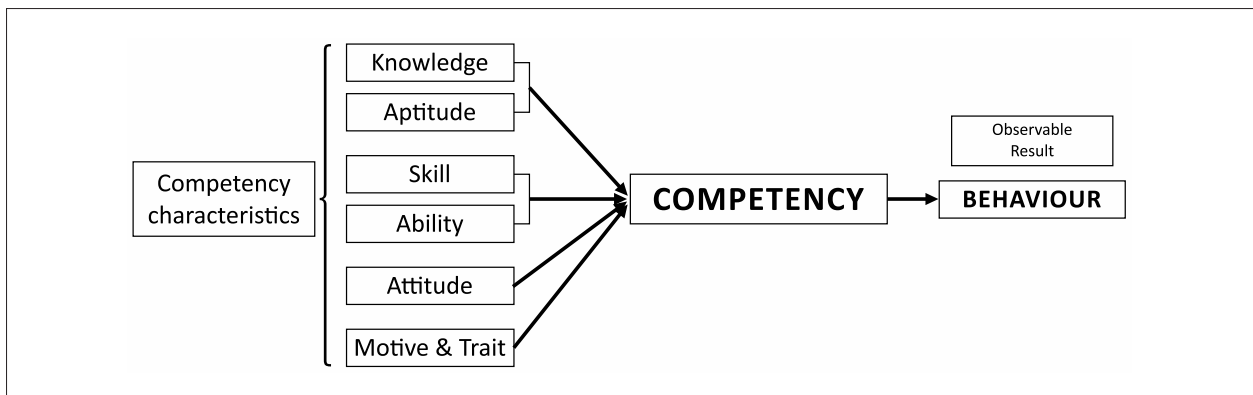 Competency
characteristics
Knowledge
Aptitude
Skill
Ability
Attitude
Motive & Trait
COMPETENCY
Observable
Result
BEHAVIOUR